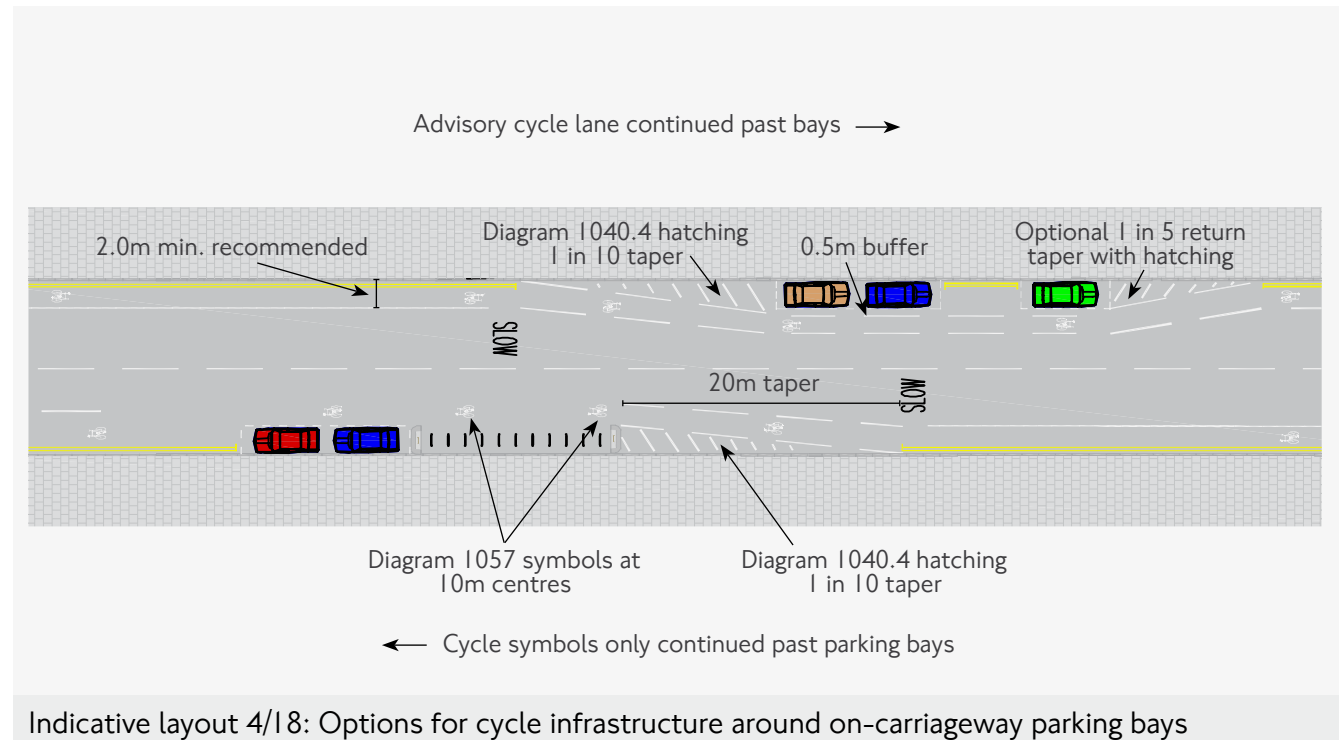 Advisory cycle lane continued past bays
2.0m min. recommended
Diagram 1040.4 hatching
1 in 10 taper
0.5m buffer
Optional 1 in 5 return
taper with hatching
SLOW
20m taper
SLOW
Diagram 1057 symbols at
10m centres
Diagram 1040.4 hatching
1 in 10 taper
Cycle symbols only continued past parking bays
Indicative layout 4/18: Options for cycle infrastructure around on-carriageway parking bays